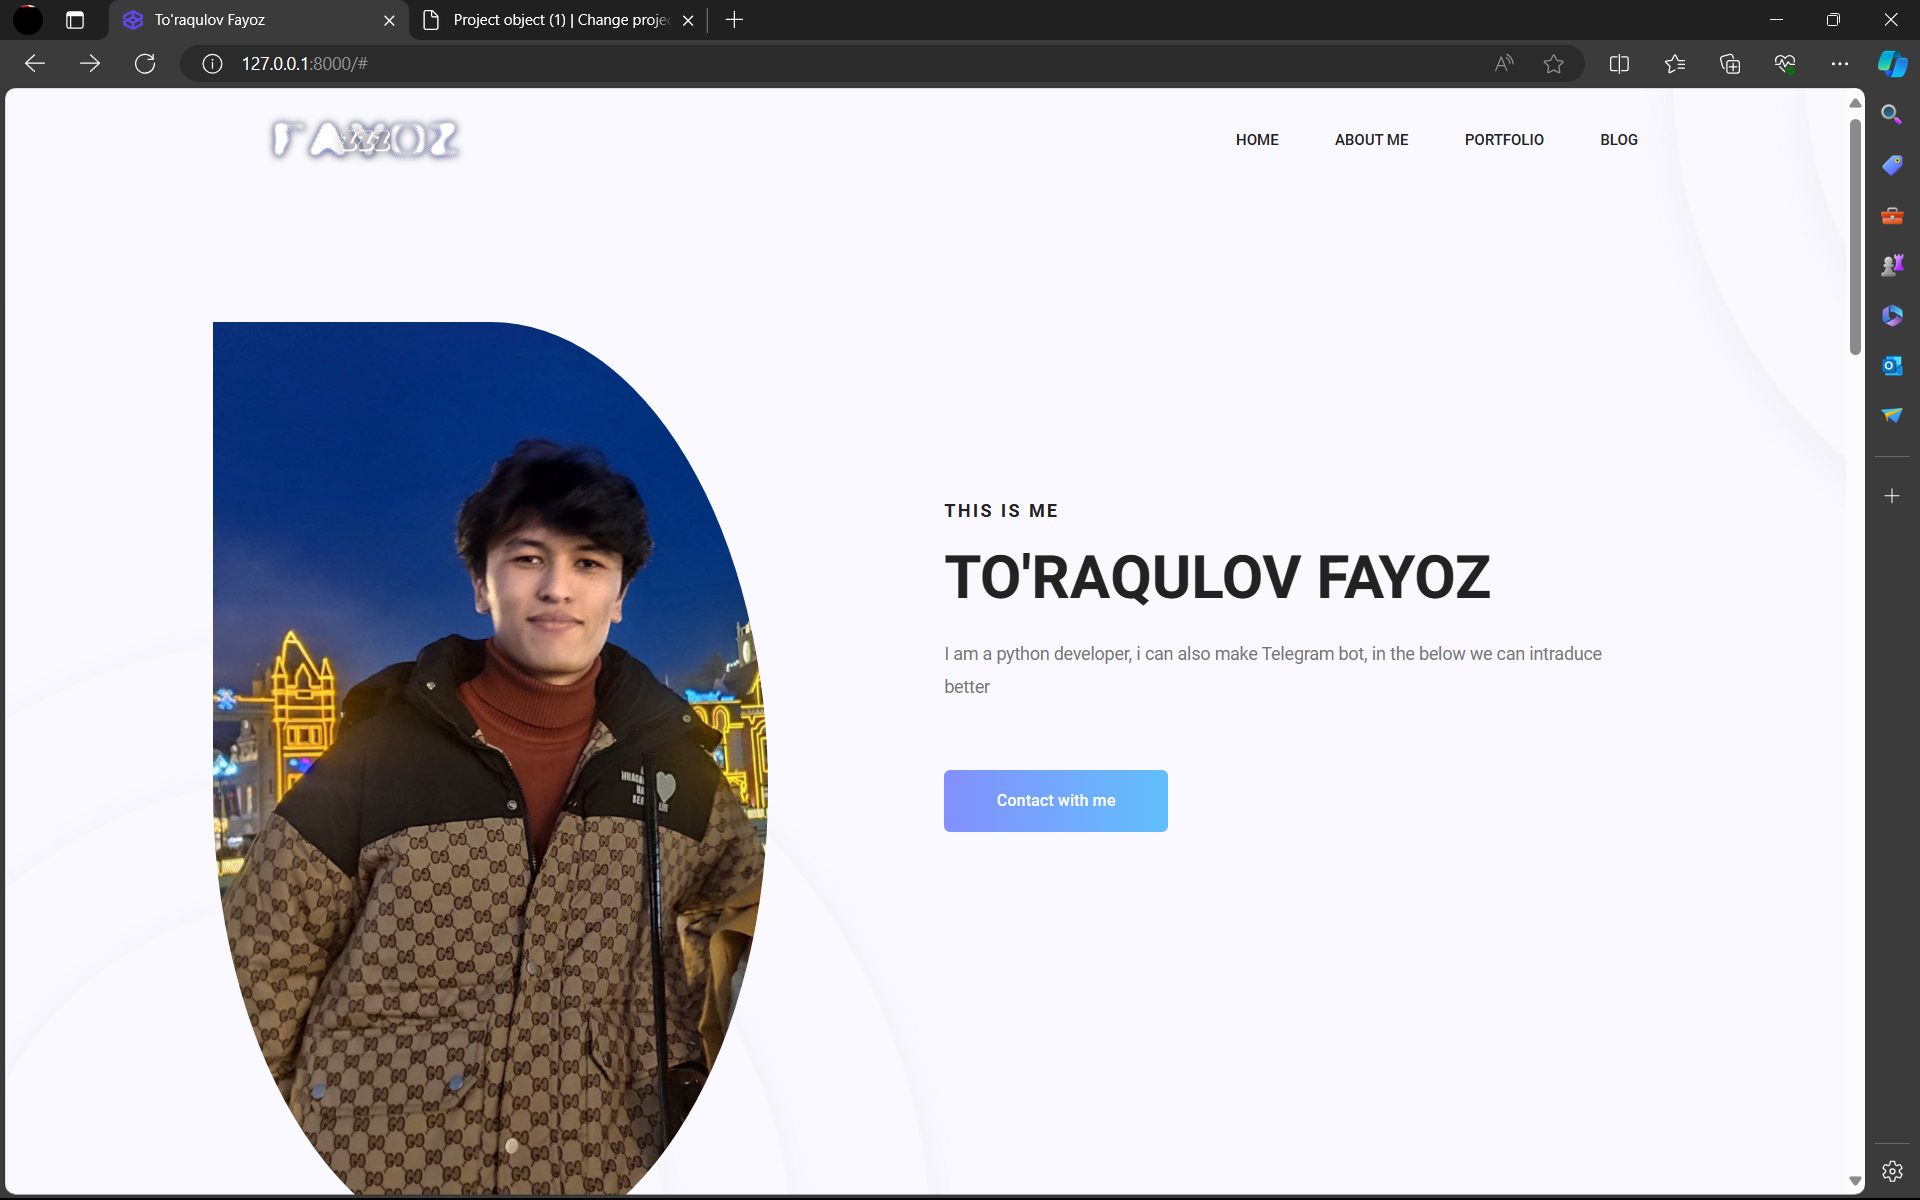 To'raqulov Fayoz
Project object (1) | Change proje
127.0.0.1:8000/#
FAYOZ
zzz
HOME
ABOUT ME
PORTFOLIO
BLOG
THIS IS ME
TO'RAQULOV FAYOZ
I am a python developer, i can also make Telegram bot, in the below we can intraduce
better
Contact with me
LIFE